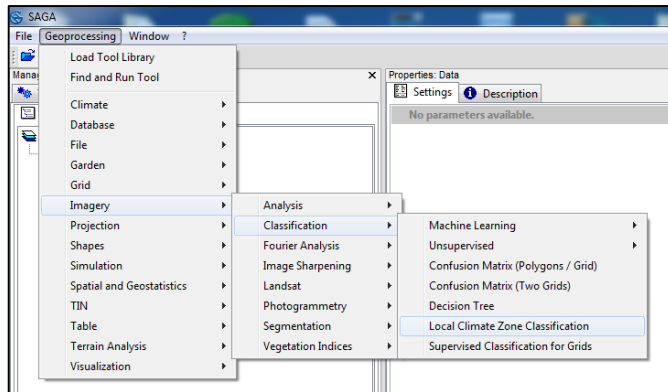 SAGA
File Geoprocessing Window ?
Load Tool Library
Find and Run Tool
Climate
Database
File
Garden
Grid
Imagery
Projection
Shapes
Simulation
Spatial and Geostatistics
TIN
Table
Terrain Analysis
Visualization
Analysis
Classification
Fourier Analysis
Image Sharpening
Landsat
Photogrammetry
Segmentation
Vegetation Indices
Machine Learning
Unsupervised
Confusion Matrix (Polygons / Grid)
Confusion Matrix (Two Grids)
Decision Tree
Local Climate Zone Classification
Supervised Classification for Grids
Manag
Properties: Data
Settings Description
No parameters available.